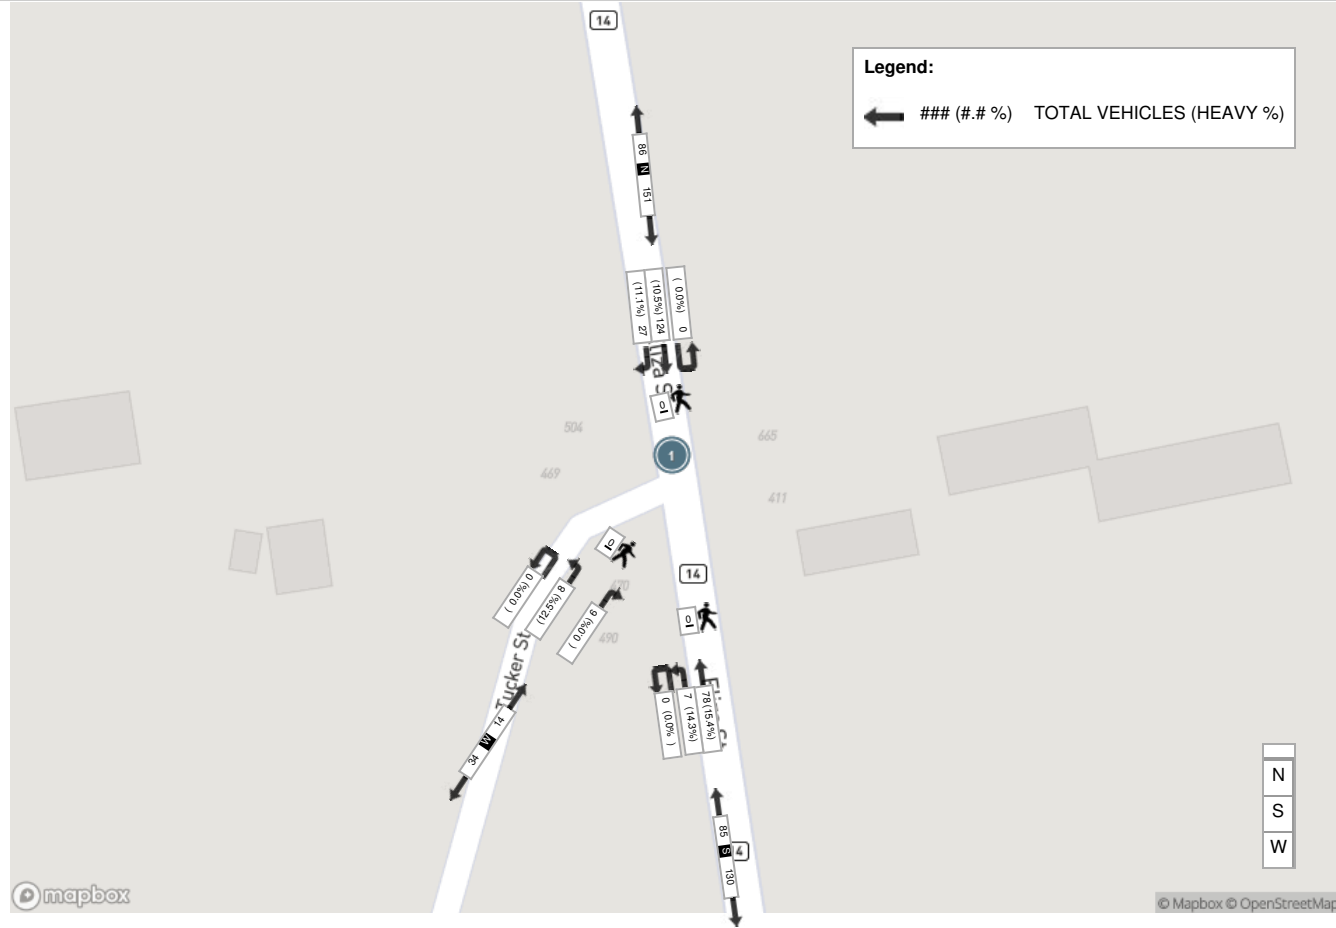 14
Legend:
### (#.# %) TOTAL VEHICLES (HEAVY %)
86 N 151
(11.1%) 27
(10.5%) 124
( 0.0%) 0
0
504
665
1
469
411
0
14
( 0.0%) 0
(12.5%) 8
( 0.0%) 6
490
0
Tucker St
0 (0.0% )
7 (14.3%)
78 (15.4%)
34 W 14
85 S 130
4
N
S
W
mapbox
© Mapbox © OpenStreetMap